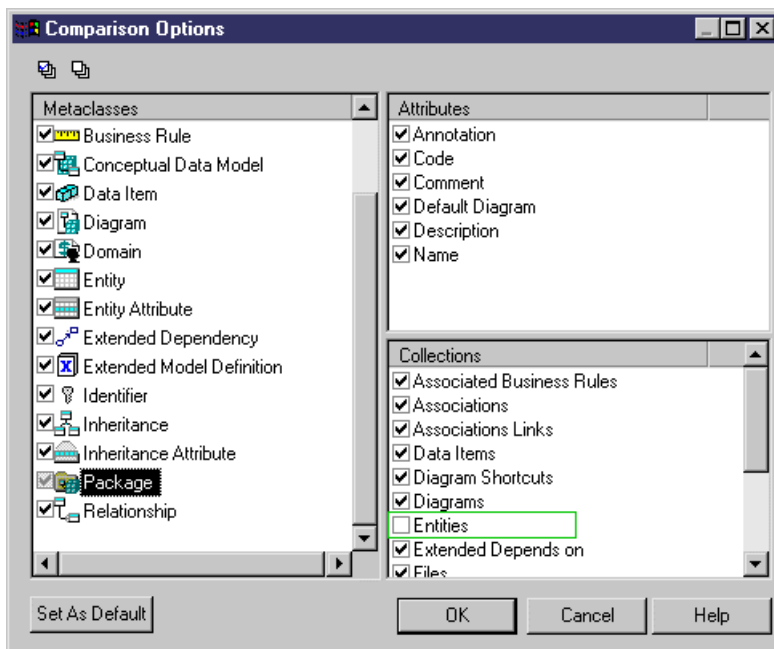 Comparison Options
Metaclasses
Business Rule
Conceptual Data Model
Data Item
Diagram
Domain
Entity
Entity Attribute
Extended Dependency
Extended Model Definition
Identifier
Inheritance
Inheritance Attribute
Package
Relationship
Attributes
Annotation
Code
Comment
Default Diagram
Description
Name
Collections
Associated Business Rules
Associations
Associations Links
Data Items
Diagram Shortcuts
Diagrams
Entities
Extended Depends on
Files
Set As Default
OK
Cancel
Help